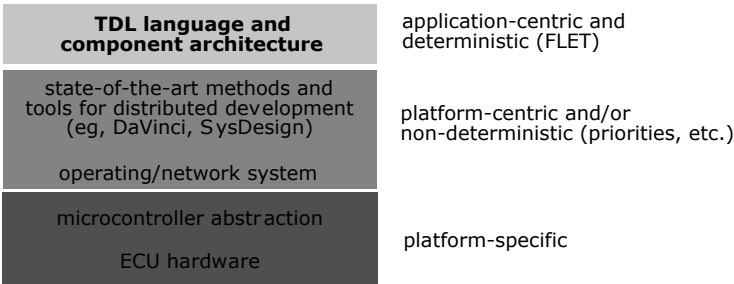 TDL language and
component architecture
application-centric and
deterministic (FLET)
state-of-the-art methods and
tools for distributed development
(eg, DaVinci, SysDesign)
operating/network system
platform-centric and/or
non-deterministic (priorities, etc.)
microcontroller abstraction
ECU hardware
platform-specific